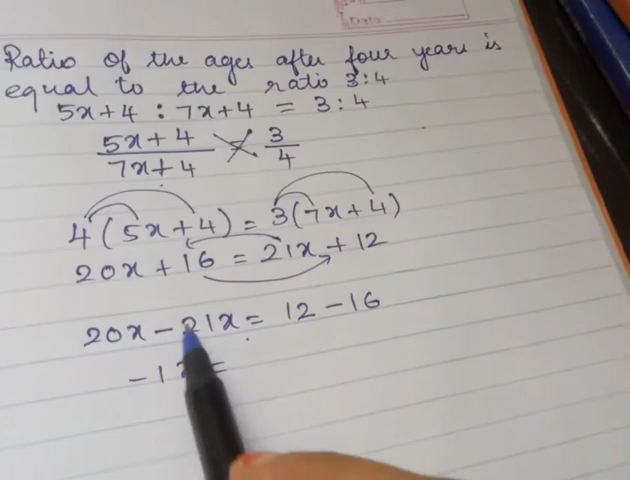 Ratio of the ages after four years is
equal to the ratio 3:4
5x+4 : 7x+4 = 3:4
5x+4 3
7x+4 4
4(5x+4) = 3(7x+4)
20x+16 = 21x+12
20x-21x = 12-16
-1 =